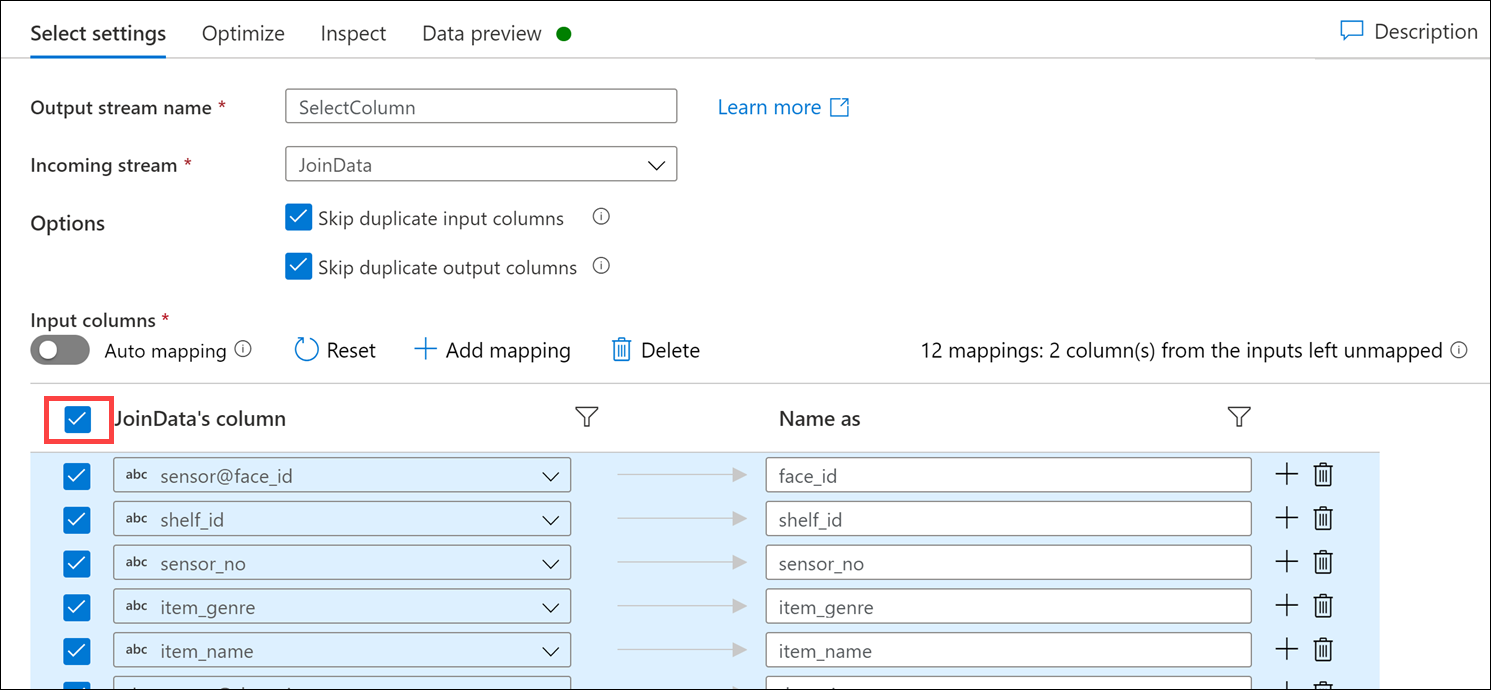 Select settings Optimize Inspect Data preview Description
Output stream name * SelectColumn Learn more
Incoming stream * JoinData
Options Skip duplicate input columns
Skip duplicate output columns
Input columns *
Auto mapping Reset Add mapping Delete 12 mappings: 2 column(s) from the inputs left unmapped
JoinData's column Name as
abc sensor@face_id face_id
abc shelf_id shelf_id
abc sensor_no sensor_no
abc item_genre item_genre
abc item_name item_name